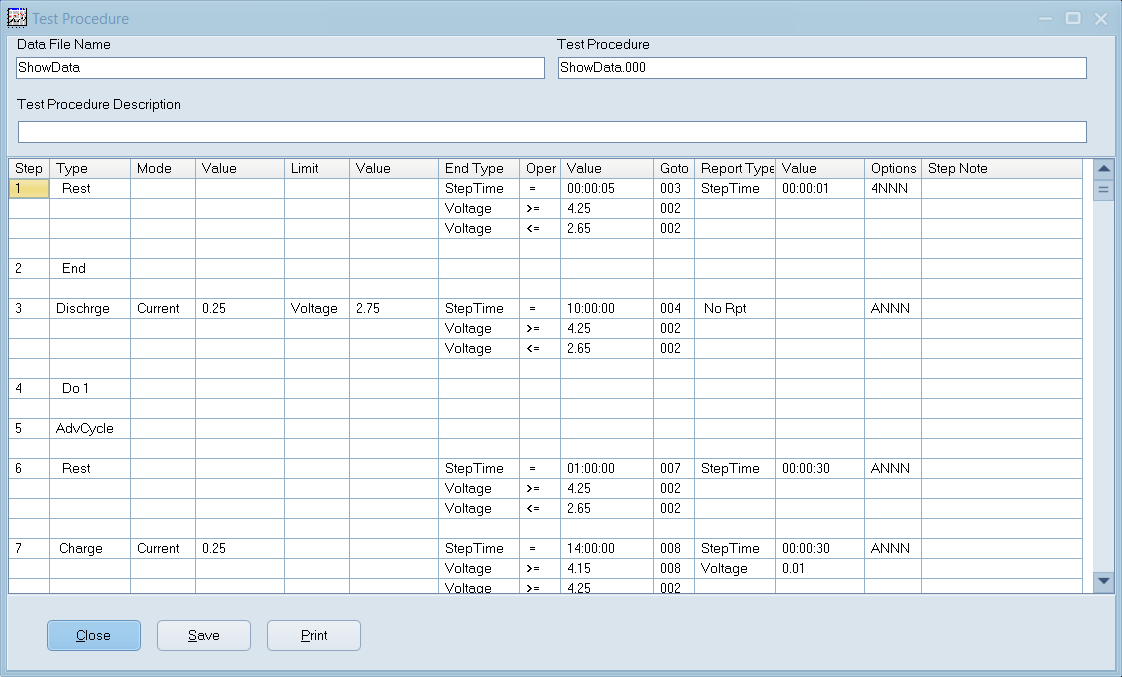 Test Procedure
Data File Name Test Procedure
ShowData ShowData.000
Test Procedure Description
Step Type Mode Value Limit Value End Type Oper Value Goto Report Type Value Options Step Note
1 Rest StepTime = 00:00:05 003 StepTime 00:00:01 4NNN
Voltage >= 4.25 002
Voltage <= 2.65 002
2 End
3 Dischrge Current 0.25 Voltage 2.75 StepTime = 10:00:00 004 No Rpt ANNN
Voltage >= 4.25 002
Voltage <= 2.65 002
4 Do 1
5 AdvCycle
6 Rest StepTime = 01:00:00 007 StepTime 00:00:30 ANNN
Voltage >= 4.25 002
Voltage <= 2.65 002
7 Charge Current 0.25 StepTime = 14:00:00 008 StepTime 00:00:30 ANNN
Voltage >= 4.15 008 Voltage 0.01
Voltage >= 4.25 002
Close Save Print